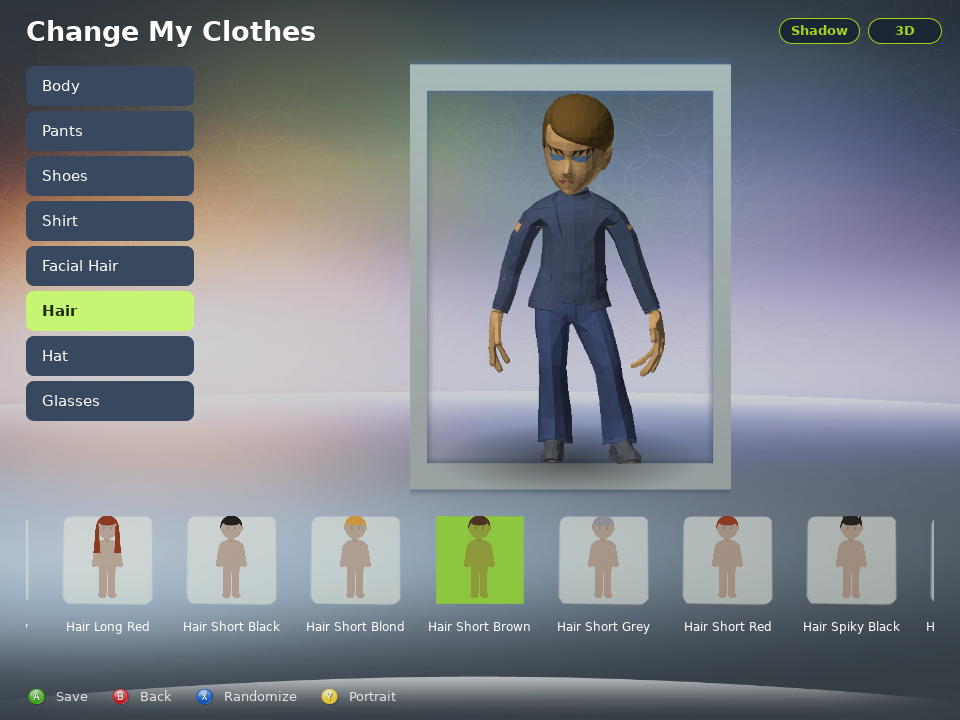 Change My Clothes
Shadow
3D
Body
Pants
Shoes
Shirt
Facial Hair
Hair
Hat
Glasses
Hair Long Red
Hair Short Black
Hair Short Blond
Hair Short Brown
Hair Short Grey
Hair Short Red
Hair Spiky Black
H
A Save
B Back
X Randomize
Y Portrait